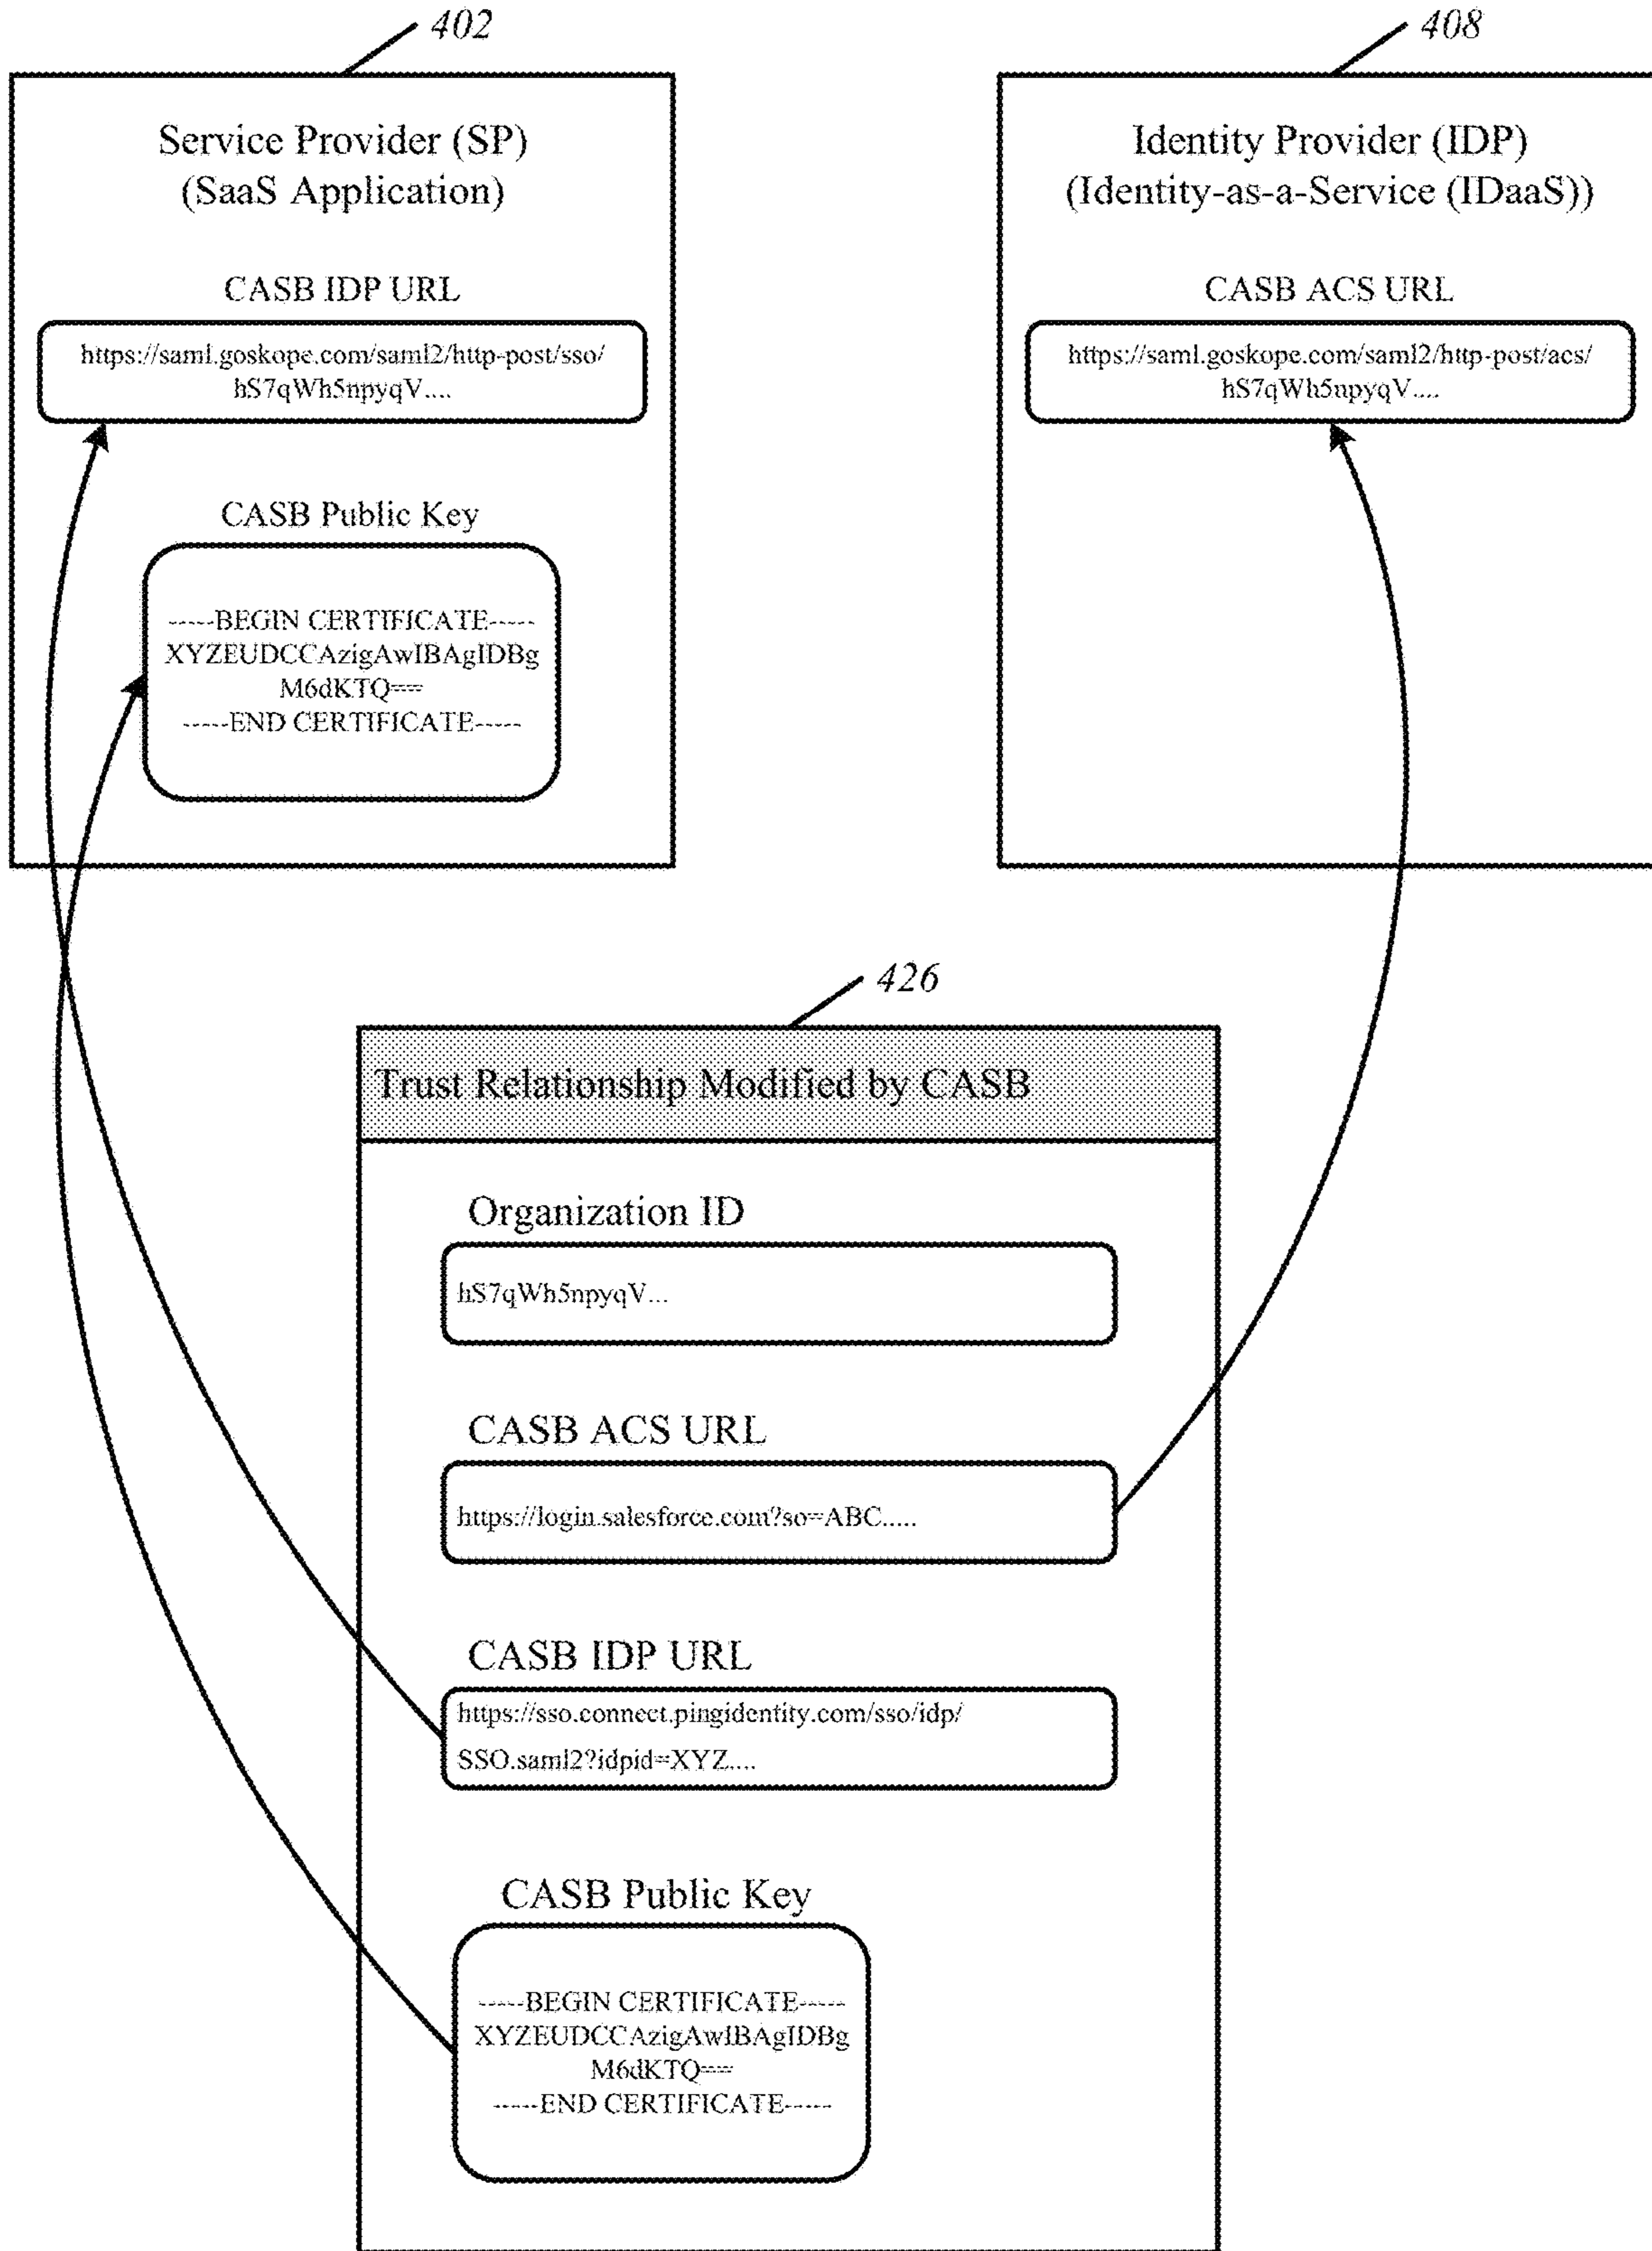 402
Service Provider (SP)
(SaaS Application)
CASB IDP URL
https://saml.goskope.com/saml2/http-post/sso/
hS7qWh5npyqV....
CASB Public Key
-----BEGIN CERTIFICATE-----
XYZEUDCCAzigAwIBAgIDBg
M6dKTQ==
-----END CERTIFICATE-----
408
Identity Provider (IDP)
(Identity-as-a-Service (IDaaS))
CASB ACS URL
https://saml.goskope.com/saml2/http-post/acs/
hS7qWh5npyqV....
426
Trust Relationship Modified by CASB
Organization ID
hS7qWh5npyqV...
CASB ACS URL
https://login.salesforce.com?so=ABC.....
CASB IDP URL
https://sso.connect.pingidentity.com/sso/idp/
SSO.saml2?idpid=XYZ....
CASB Public Key
-----BEGIN CERTIFICATE-----
XYZEUDCCAzigAwIBAgIDBg
M6dKTQ==
-----END CERTIFICATE-----